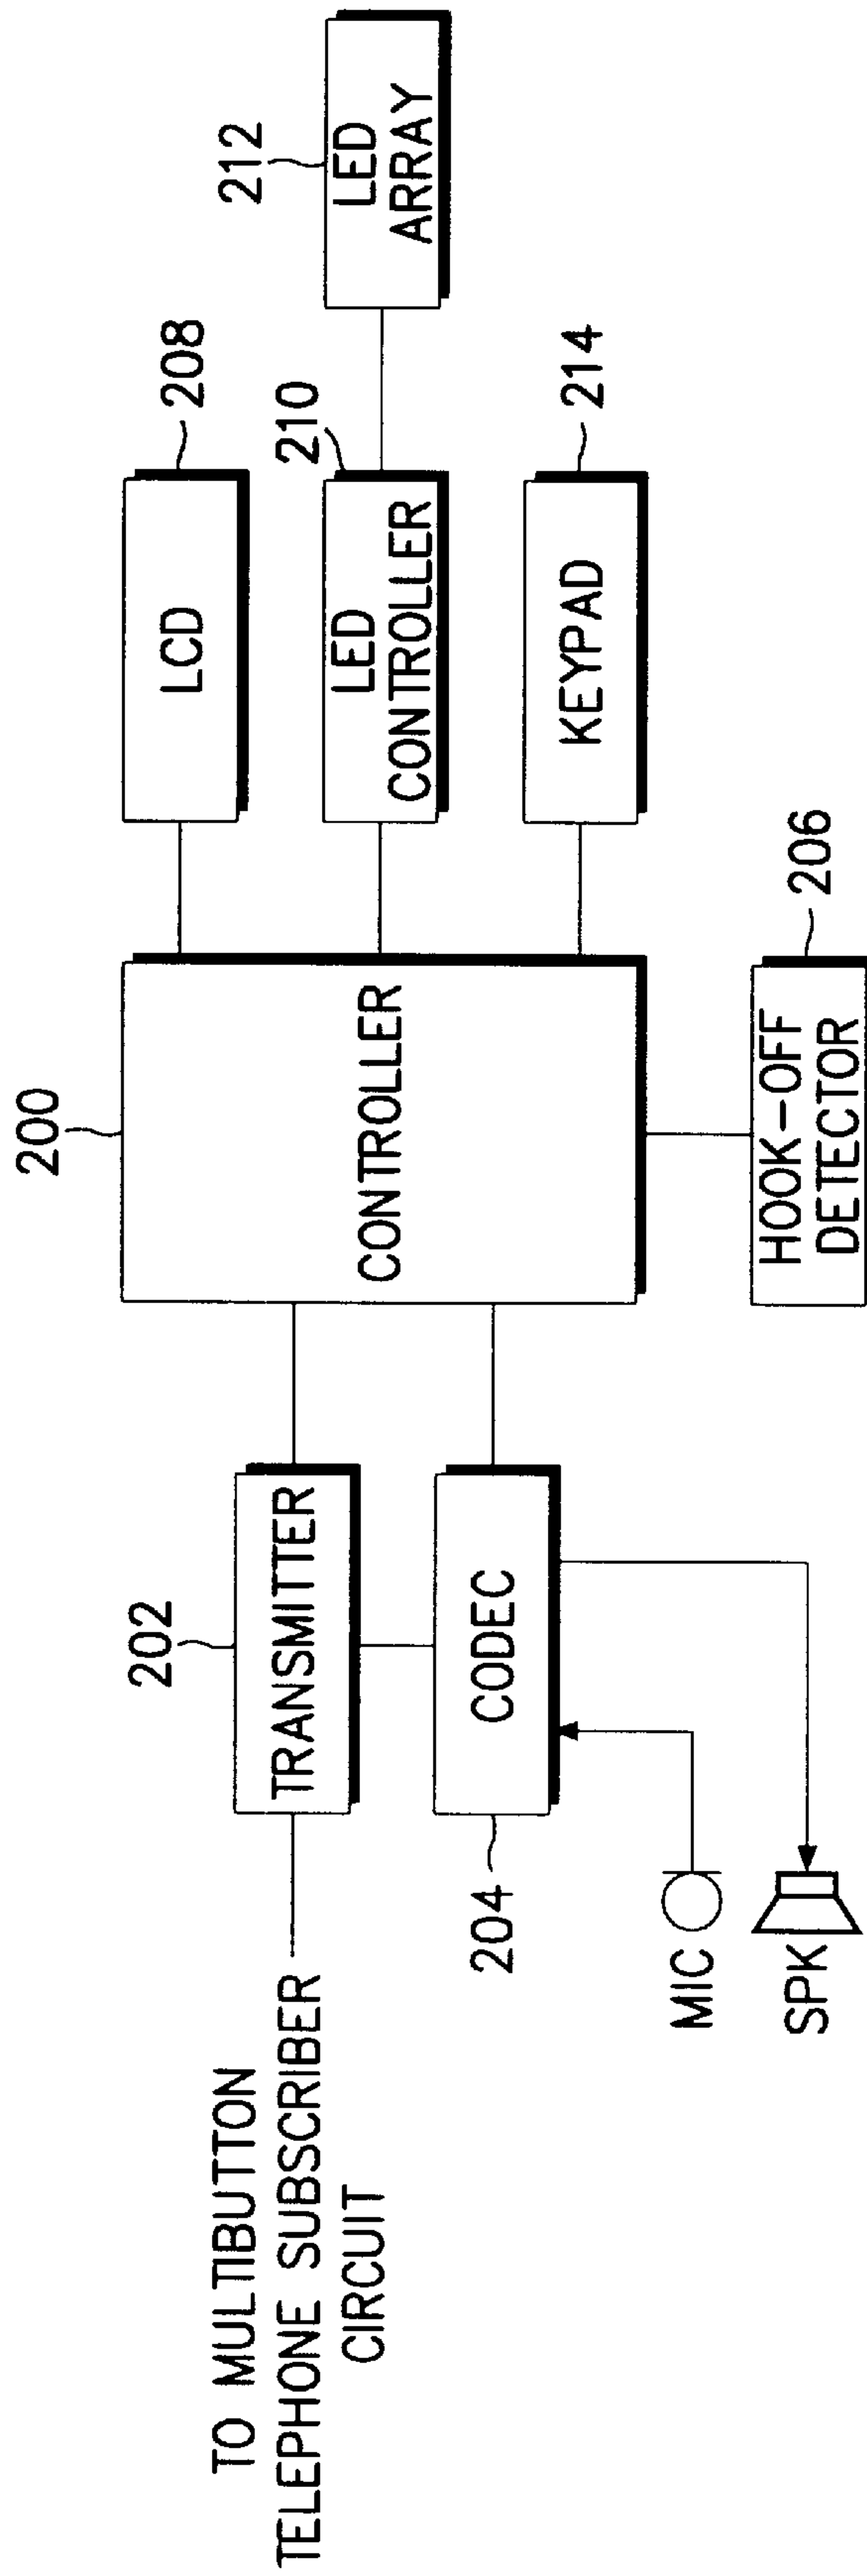 200
202
TO MULTIBUTTON
TELEPHONE SUBSCRIBER
CIRCUIT
TRANSMITTER
204
CODEC
MIC
SPK
CONTROLLER
HOOK-OFF
DETECTOR
206
LCD
208
LED
CONTROLLER
210
LED
ARRAY
212
KEYPAD
214